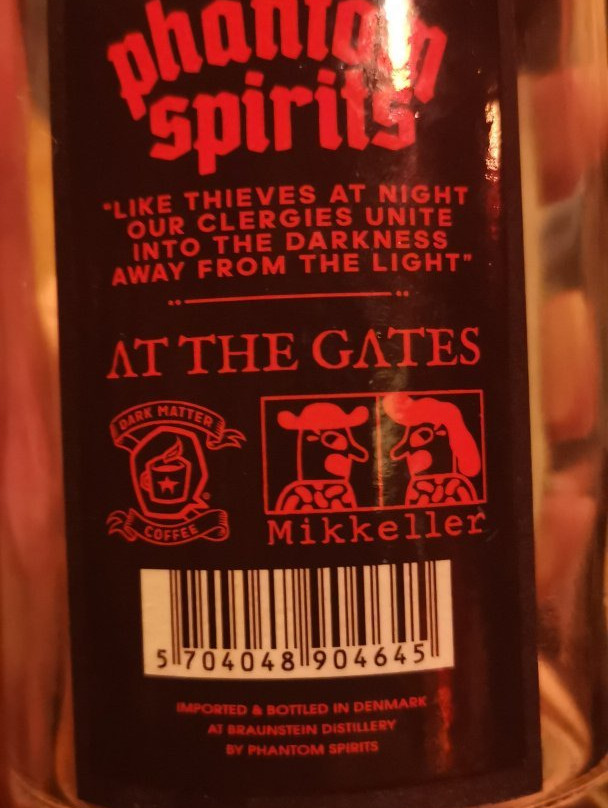 phantom
spirits
"LIKE THIEVES AT NIGHT
OUR CLERGIES UNITE
INTO THE DARKNESS
AWAY FROM THE LIGHT"
AT THE GATES
DARK MATTER
COFFEE
Mikkeller
5 704048 904645
IMPORTED & BOTTLED IN DENMARK
AT BRAUNSTEIN DISTILLERY
BY PHANTOM SPIRITS